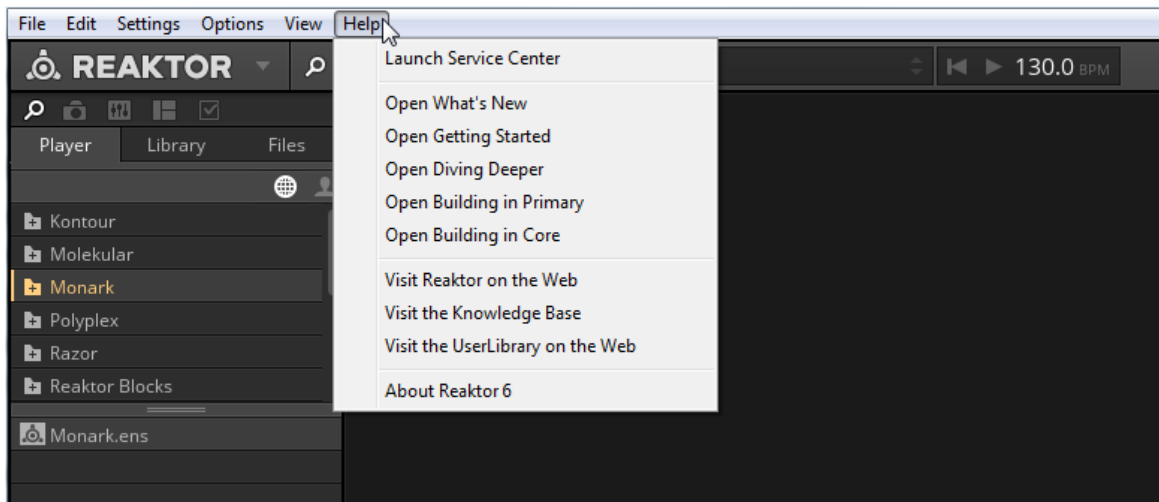 File Edit Settings Options View Help
REAKTOR
130.0 BPM
Player Library Files
Kontour
Molekular
Monark
Polyplex
Razor
Reaktor Blocks
Monark.ens
Launch Service Center
Open What's New
Open Getting Started
Open Diving Deeper
Open Building in Primary
Open Building in Core
Visit Reaktor on the Web
Visit the Knowledge Base
Visit the UserLibrary on the Web
About Reaktor 6